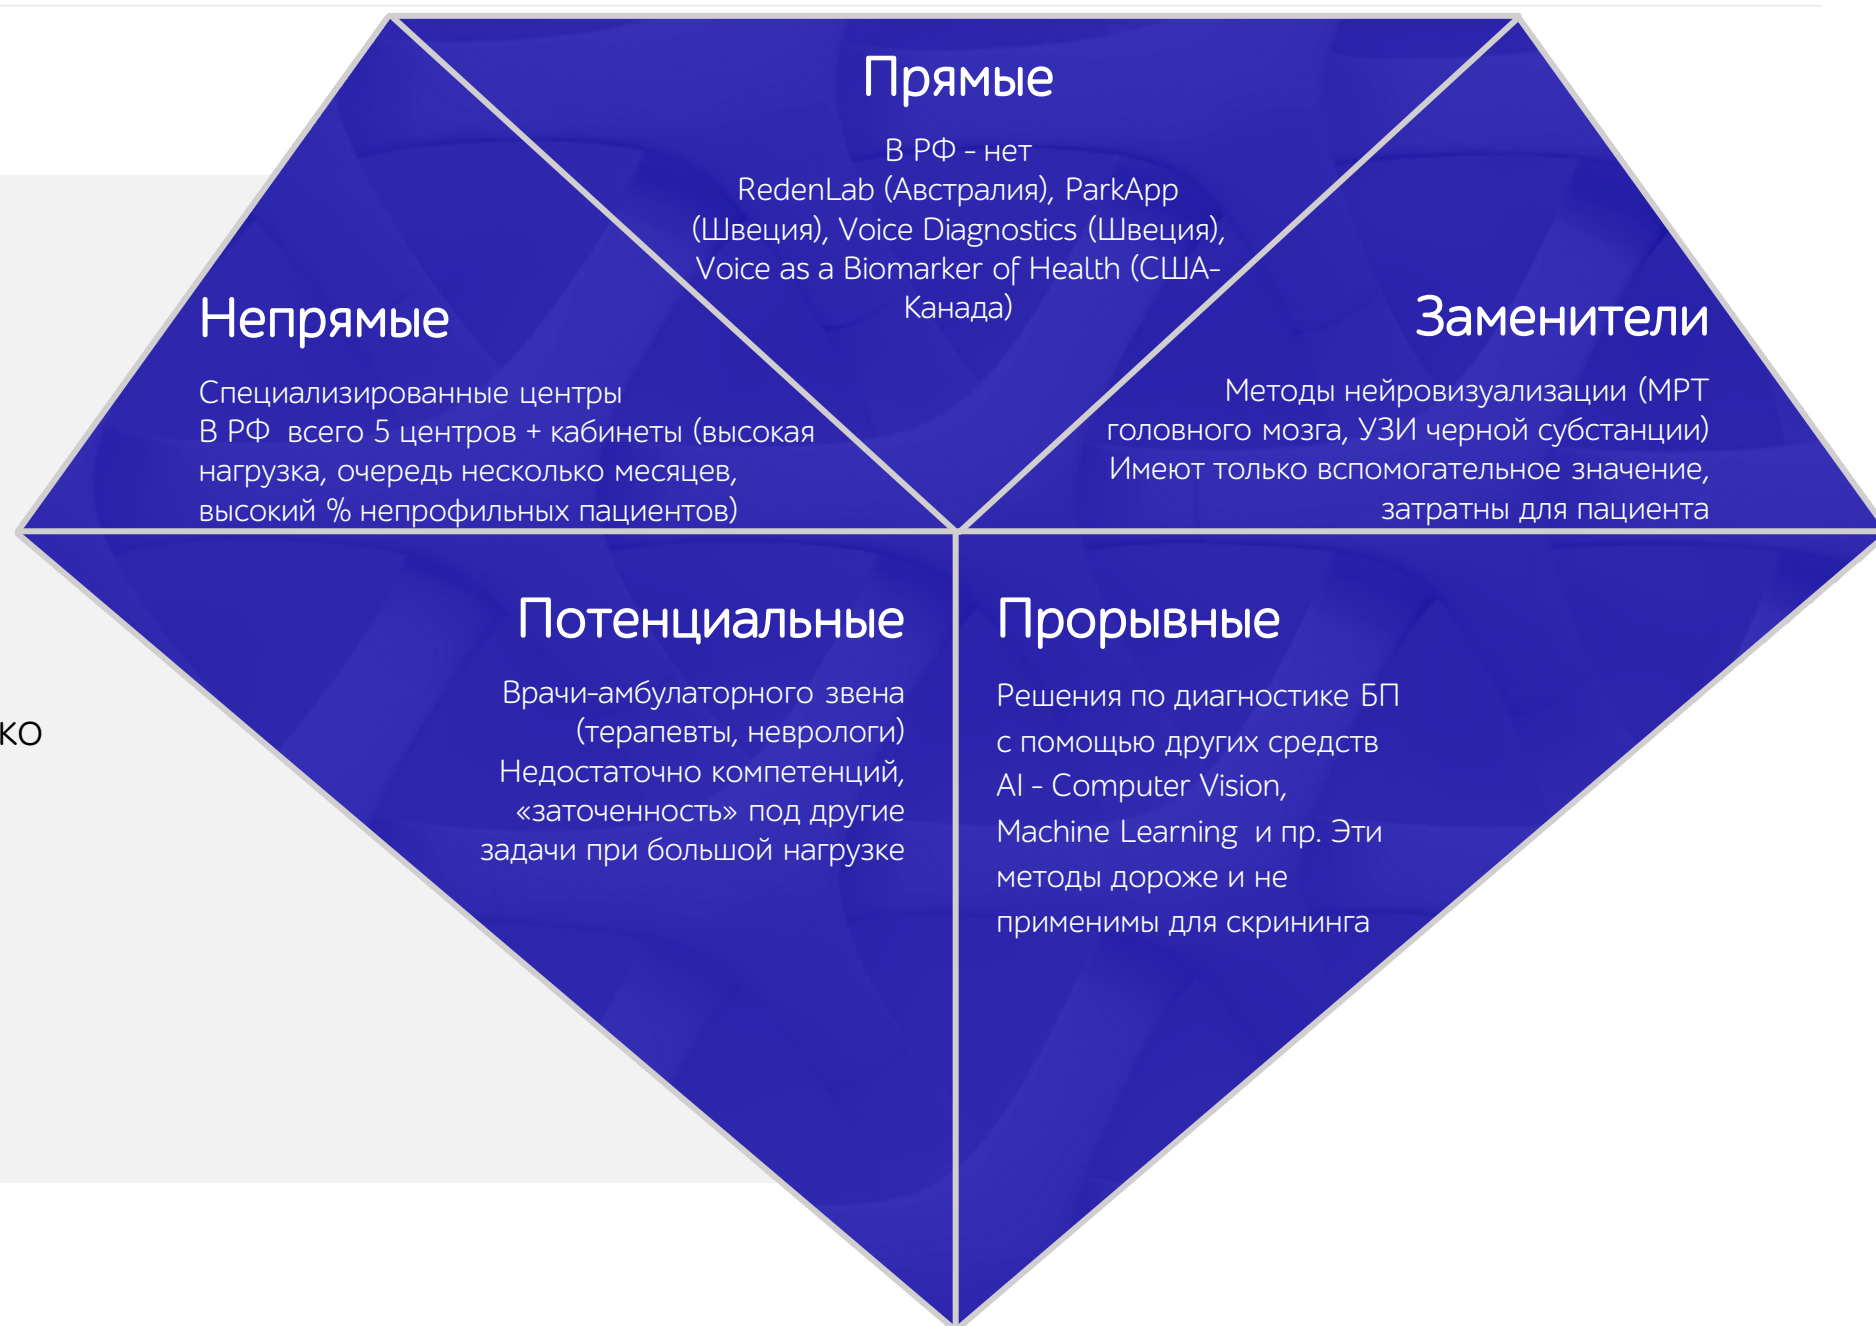 Прямые
В РФ - нет
RedenLab (Австралия), ParkApp
(Швеция), Voice Diagnostics (Швеция),
Voice as a Biomarker of Health (США-
Канада)
Непрямые
Специализированные центры
В РФ всего 5 центров + кабинеты (высокая
нагрузка, очередь несколько месяцев,
высокий % непрофильных пациентов)
Заменители
Методы нейровизуализации (МРТ
головного мозга, УЗИ черной субстанции)
Имеют только вспомогательное значение,
затратны для пациента
ко
Потенциальные
Врачи-амбулаторного звена
(терапевты, неврологи)
Недостаточно компетенций,
«заточенность» под другие
задачи при большой нагрузке
Прорывные
Решения по диагностике БП
с помощью других средств
AI - Computer Vision,
Machine Learning и пр. Эти
методы дороже и не
применимы для скрининга